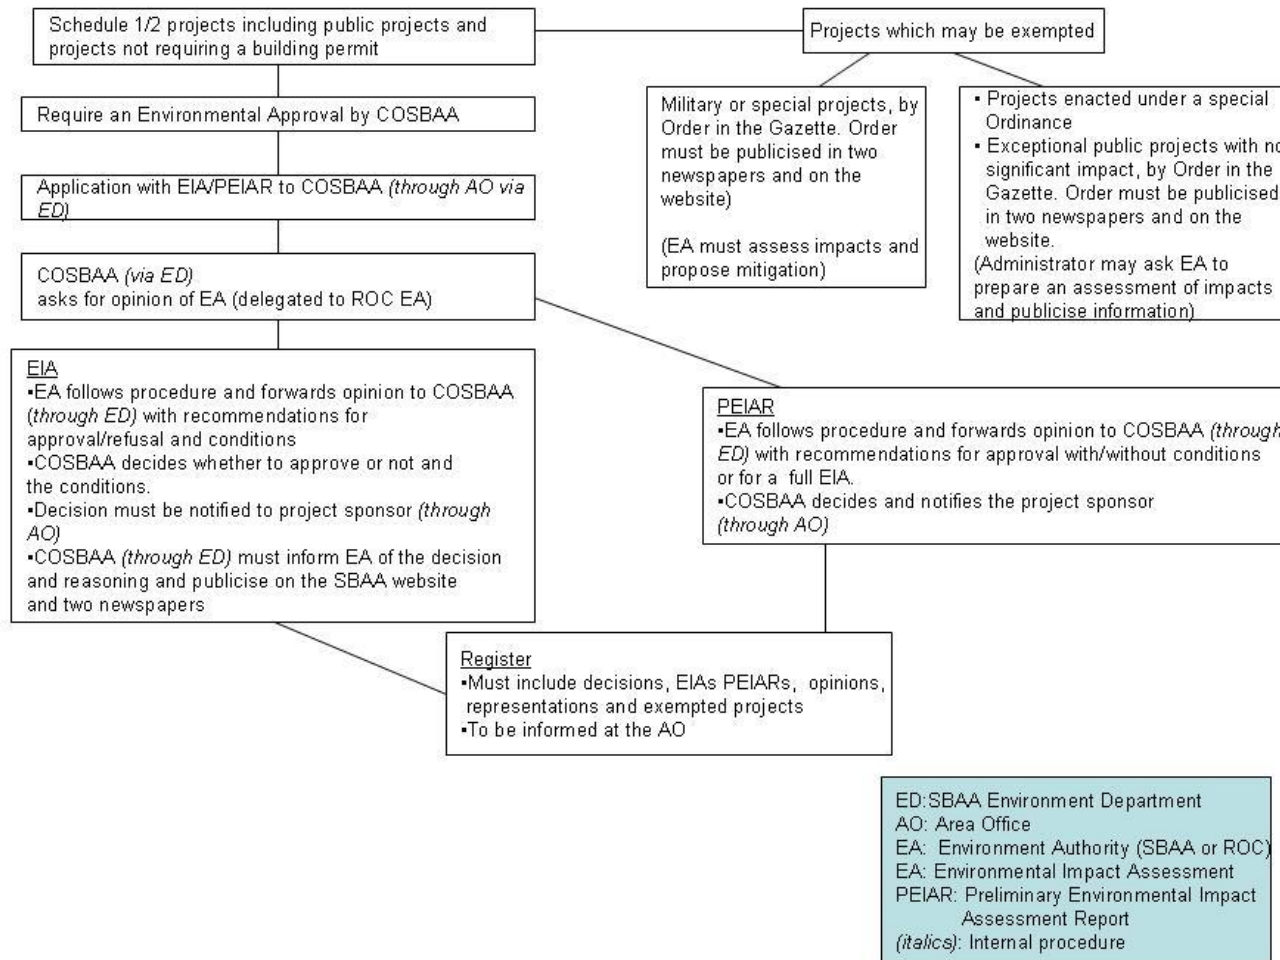 Schedule 1/2 projects including public projects and
projects not requiring a building permit
Projects which may be exempted
Require an Environmental Approval by COSBAA
Application with EIA/PEIAR to COSBAA (through AO via
ED)
COSBAA (via ED)
asks for opinion of EA (delegated to ROC EA)
Military or special projects, by
Order in the Gazette. Order
must be publicised in two
newspapers and on the
website)
(EA must assess impacts and
propose mitigation)
▪ Projects enacted under a special
Ordinance
▪ Exceptional public projects with no
significant impact, by Order in the
Gazette. Order must be publicised
in two newspapers and on the
website.
(Administrator may ask EA to
prepare an assessment of impacts
and publicise information)
EIA
▪EA follows procedure and forwards opinion to COSBAA
(through ED) with recommendations for
approval/refusal and conditions
▪COSBAA decides whether to approve or not and
the conditions.
▪Decision must be notified to project sponsor (through
AO)
▪COSBAA (through ED) must inform EA of the decision
and reasoning and publicise on the SBAA website
and two newspapers
PEIAR
▪EA follows procedure and forwards opinion to COSBAA (through
ED) with recommendations for approval with/without conditions
or for a full EIA.
▪COSBAA decides and notifies the project sponsor
(through AO)
Register
▪Must include decisions, EIAs PEIARs, opinions,
representations and exempted projects
▪To be informed at the AO
ED:SBAA Environment Department
AO: Area Office
EA: Environment Authority (SBAA or ROC)
EA: Environmental Impact Assessment
PEIAR: Preliminary Environmental Impact
Assessment Report
(italics): Internal procedure